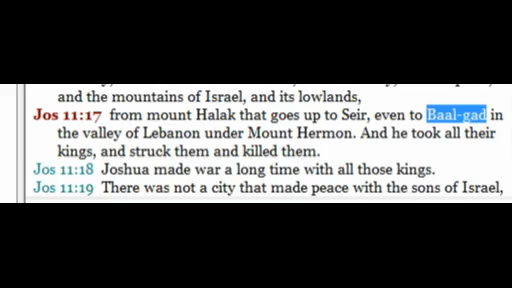 and the mountains of Israel, and its lowlands,
Jos 11:17 from mount Halak that goes up to Seir, even to Baal-gad in
the valley of Lebanon under Mount Hermon. And he took all their
kings, and struck them and killed them.
Jos 11:18 Joshua made war a long time with all those kings.
Jos 11:19 There was not a city that made peace with the sons of Israel,